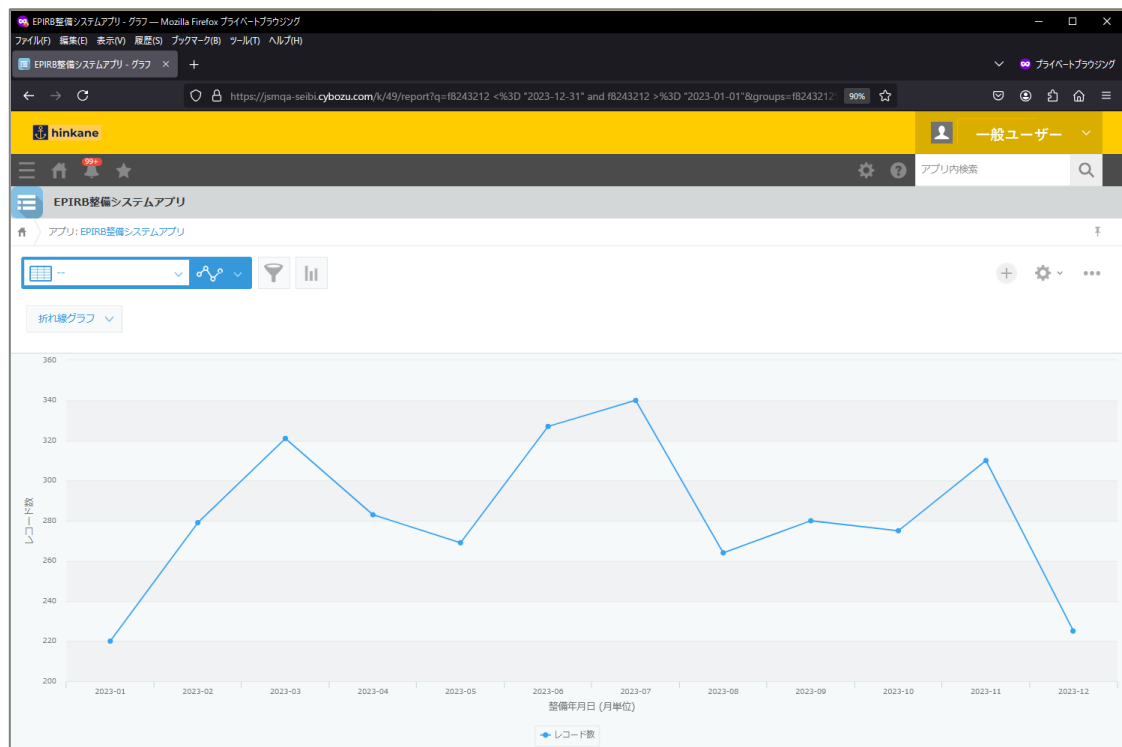 EPIRB整備システムアプリ - グラフ — Mozilla Firefox プライベートブラウジング
ファイル(F) 編集(E) 表示(V) 履歴(S) ブックマーク(B) ツール(T) ヘルプ(H)
EPIRB整備システムアプリ - グラフ
プライベートブラウジング
https://jsmqa-seibi.cybozu.com/k/49/report?q=f8243212 <%3D "2023-12-31" and f8243212 >%3D "2023-01-01"&groups=f8243212
90%
hinkane
一般ユーザー
99+
アプリ内検索
EPIRB整備システムアプリ
アプリ: EPIRB整備システムアプリ
--
折れ線グラフ
360
340
320
300
280
260
240
220
200
レコード数
2023-01 2023-02 2023-03 2023-04 2023-05 2023-06 2023-07 2023-08 2023-09 2023-10 2023-11 2023-12
整備年月日 (月単位)
レコード数